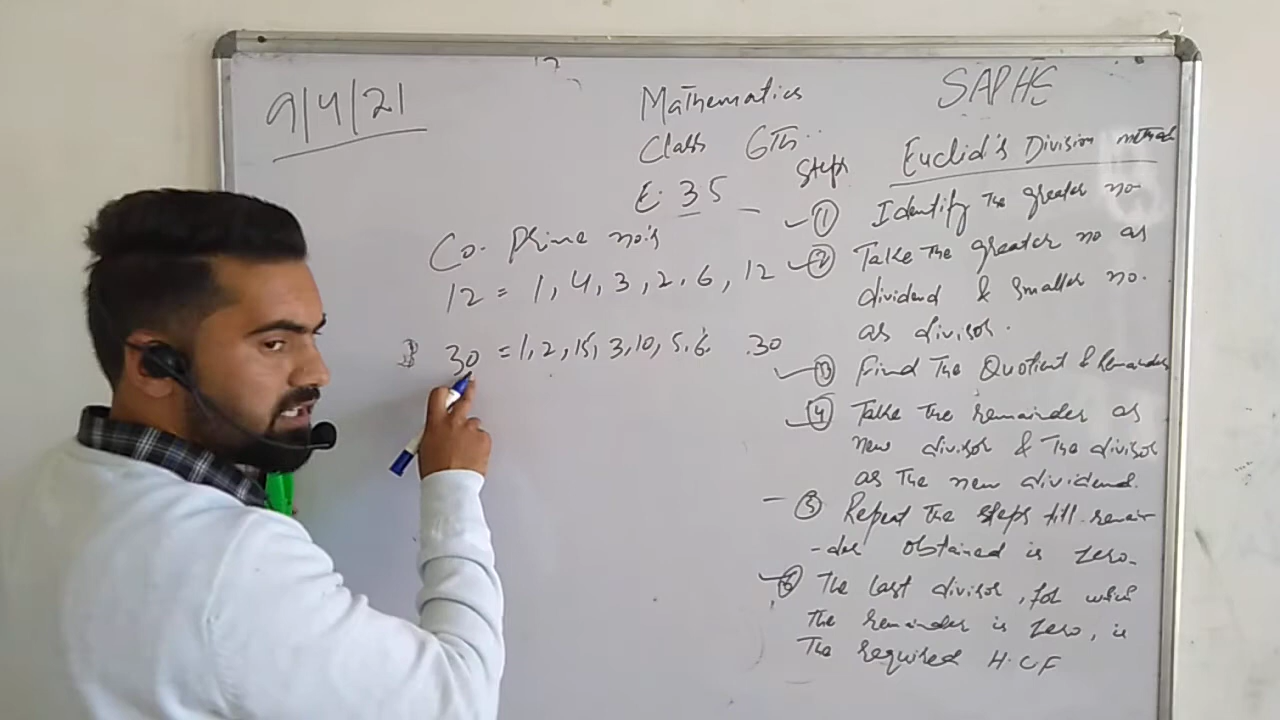 9/4/21
Mathematics
Class 6Th
E. 3 5
Co. Prime no's
12 = 1, 4, 3, 2, 6, 12
30 = 1, 2, 15, 3, 10, 5, 6. 30
SAPHE
Euclid's Division method
Steps
① Identify The greater no
② Take The greater no as
dividend & smaller no.
as divisor.
③ Find The Quotient & Remainder
④ Take The remainder as
new divisor & The divisor
as The new dividend.
⑤ Repeat The steps till remain
-der obtained is zero.
⑥ The last divisor, for which
The remainder is zero, is
The required H.C.F